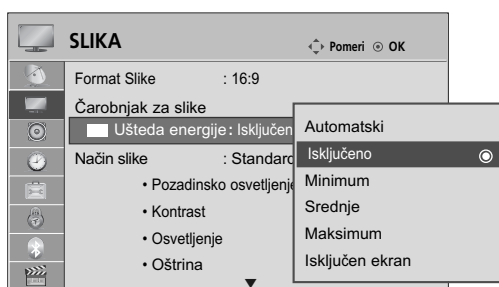 SLIKA
Pomeri OK
Format Slike : 16:9
Čarobnjak za slike
Ušteda energije: Isključen
Način slike : Standard
• Pozadinsko osvetljenje
• Kontrast
• Osvetljenje
• Oštrina
Automatski
Isključeno
Minimum
Srednje
Maksimum
Isključen ekran